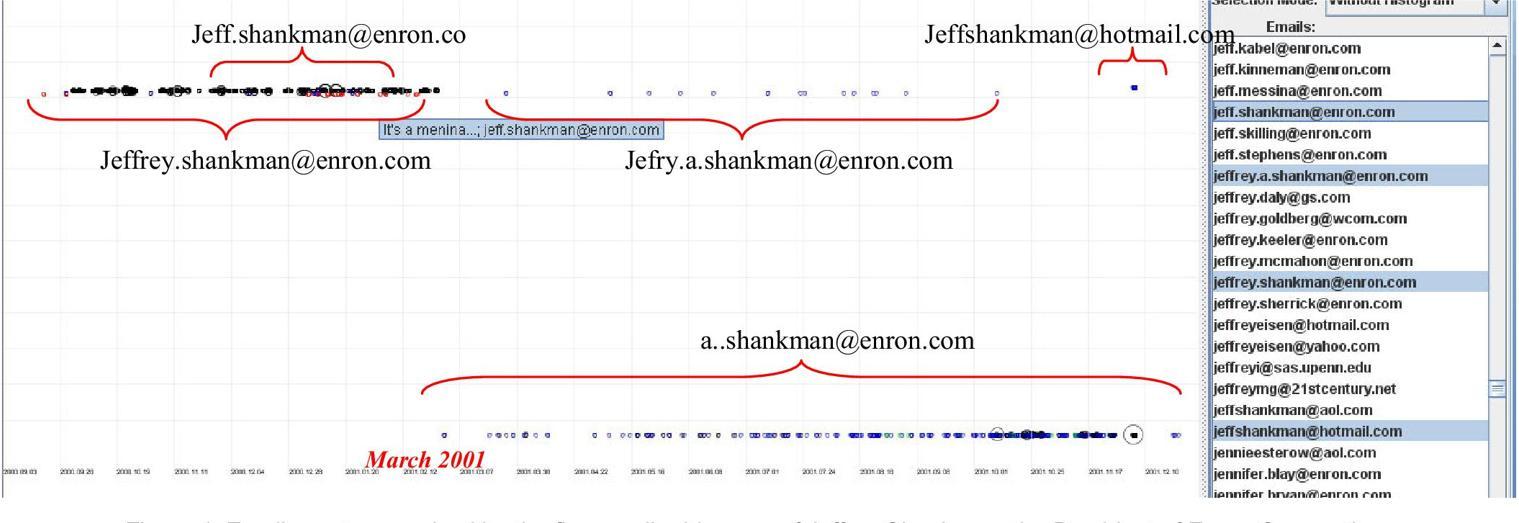 Jeff.shankman@enron.co
Jeffshankman@hotmail.com
It's a menina...; jeff.shankman@enron.com
Jeffrey.shankman@enron.com
Jefry.a.shankman@enron.com
a..shankman@enron.com
March 2001
2000.09.03 2000.09.26 2000.10.19 2000.11.11 2000.12.04 2000.12.28 2001.01.20 2001.02.12 2001.03.07 2001.03.30 2001.04.22 2001.05.16 2001.06.08 2001.07.01 2001.07.24 2001.08.16 2001.09.08 2001.10.01 2001.10.25 2001.11.17 2001.12.10
Selection Mode: Without Histogram
Emails:
jeff.kabel@enron.com
jeff.kinneman@enron.com
jeff.messina@enron.com
jeff.shankman@enron.com
jeff.skilling@enron.com
jeff.stephens@enron.com
jeffrey.a.shankman@enron.com
jeffrey.daly@gs.com
jeffrey.goldberg@wcom.com
jeffrey.keeler@enron.com
jeffrey.mcmahon@enron.com
jeffrey.shankman@enron.com
jeffrey.sherrick@enron.com
jeffreyeisen@hotmail.com
jeffreyeisen@yahoo.com
jeffreyi@sas.upenn.edu
jeffreymg@21stcentury.net
jeffshankman@aol.com
jeffshankman@hotmail.com
jennieesterow@aol.com
jennifer.blay@enron.com
jennifer.bryan@enron.com